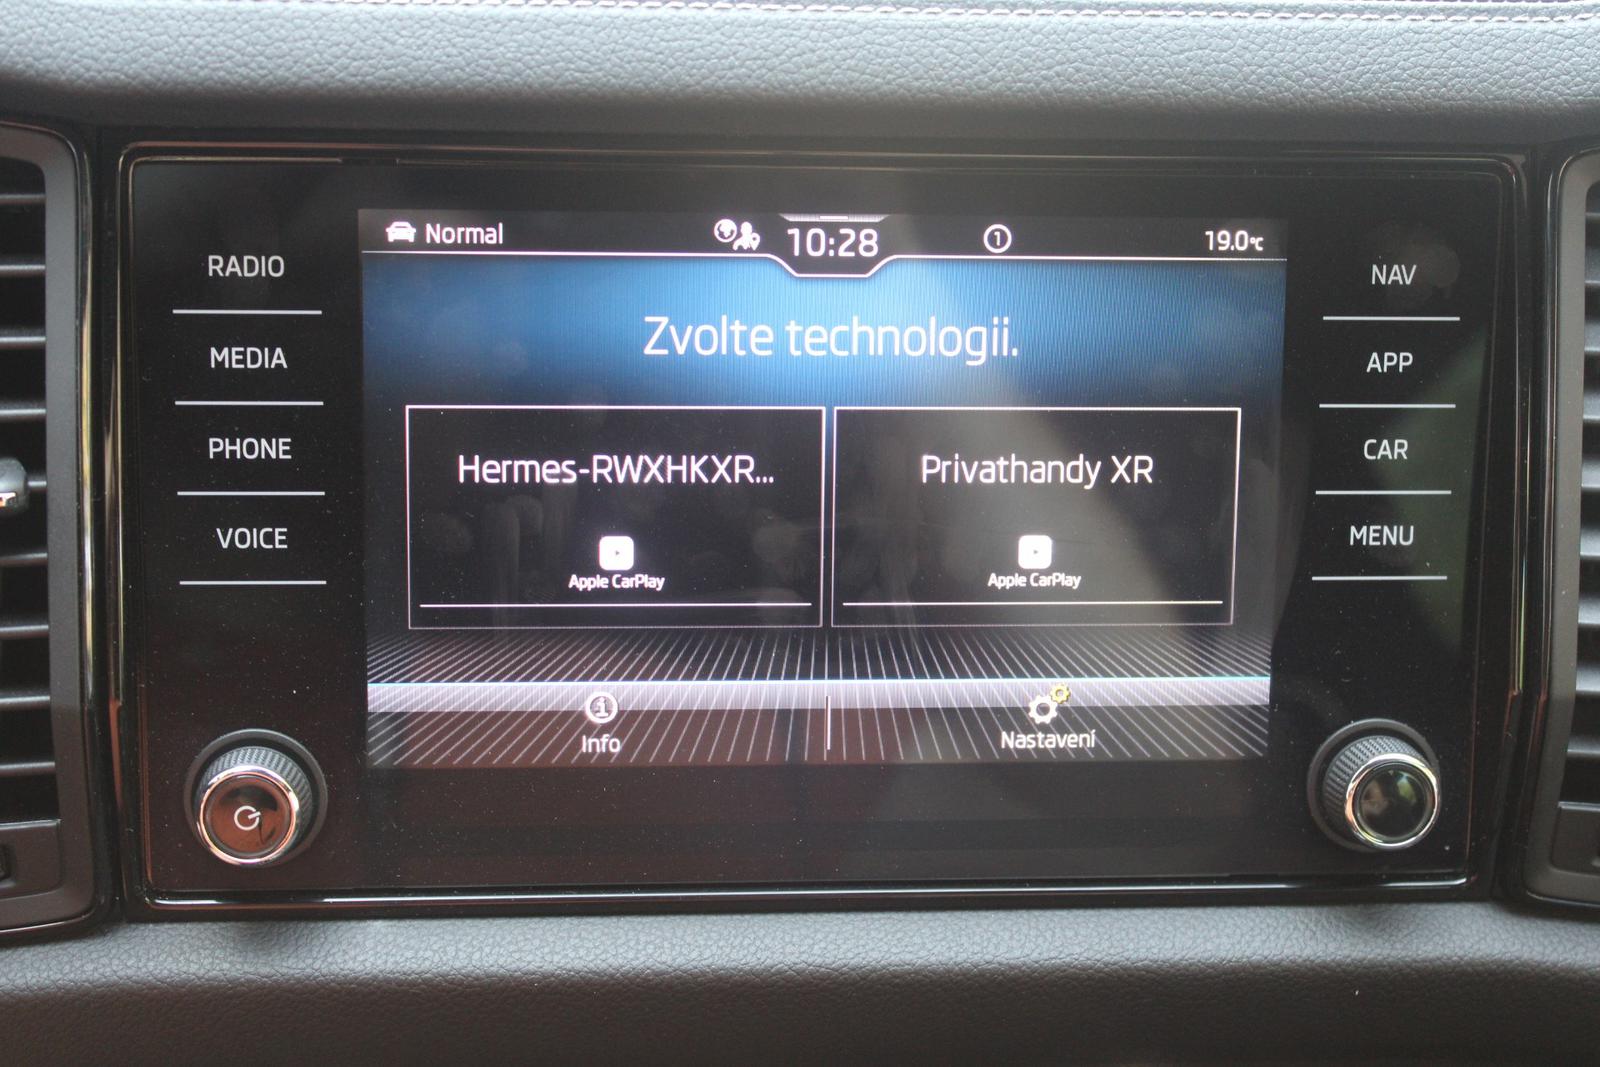 Normal
10:28
1
19.0°C
RADIO
MEDIA
PHONE
VOICE
Zvolte technologii.
Hermes-RWXHKXR...
Apple CarPlay
Privathandy XR
Apple CarPlay
Info
Nastavení
NAV
APP
CAR
MENU